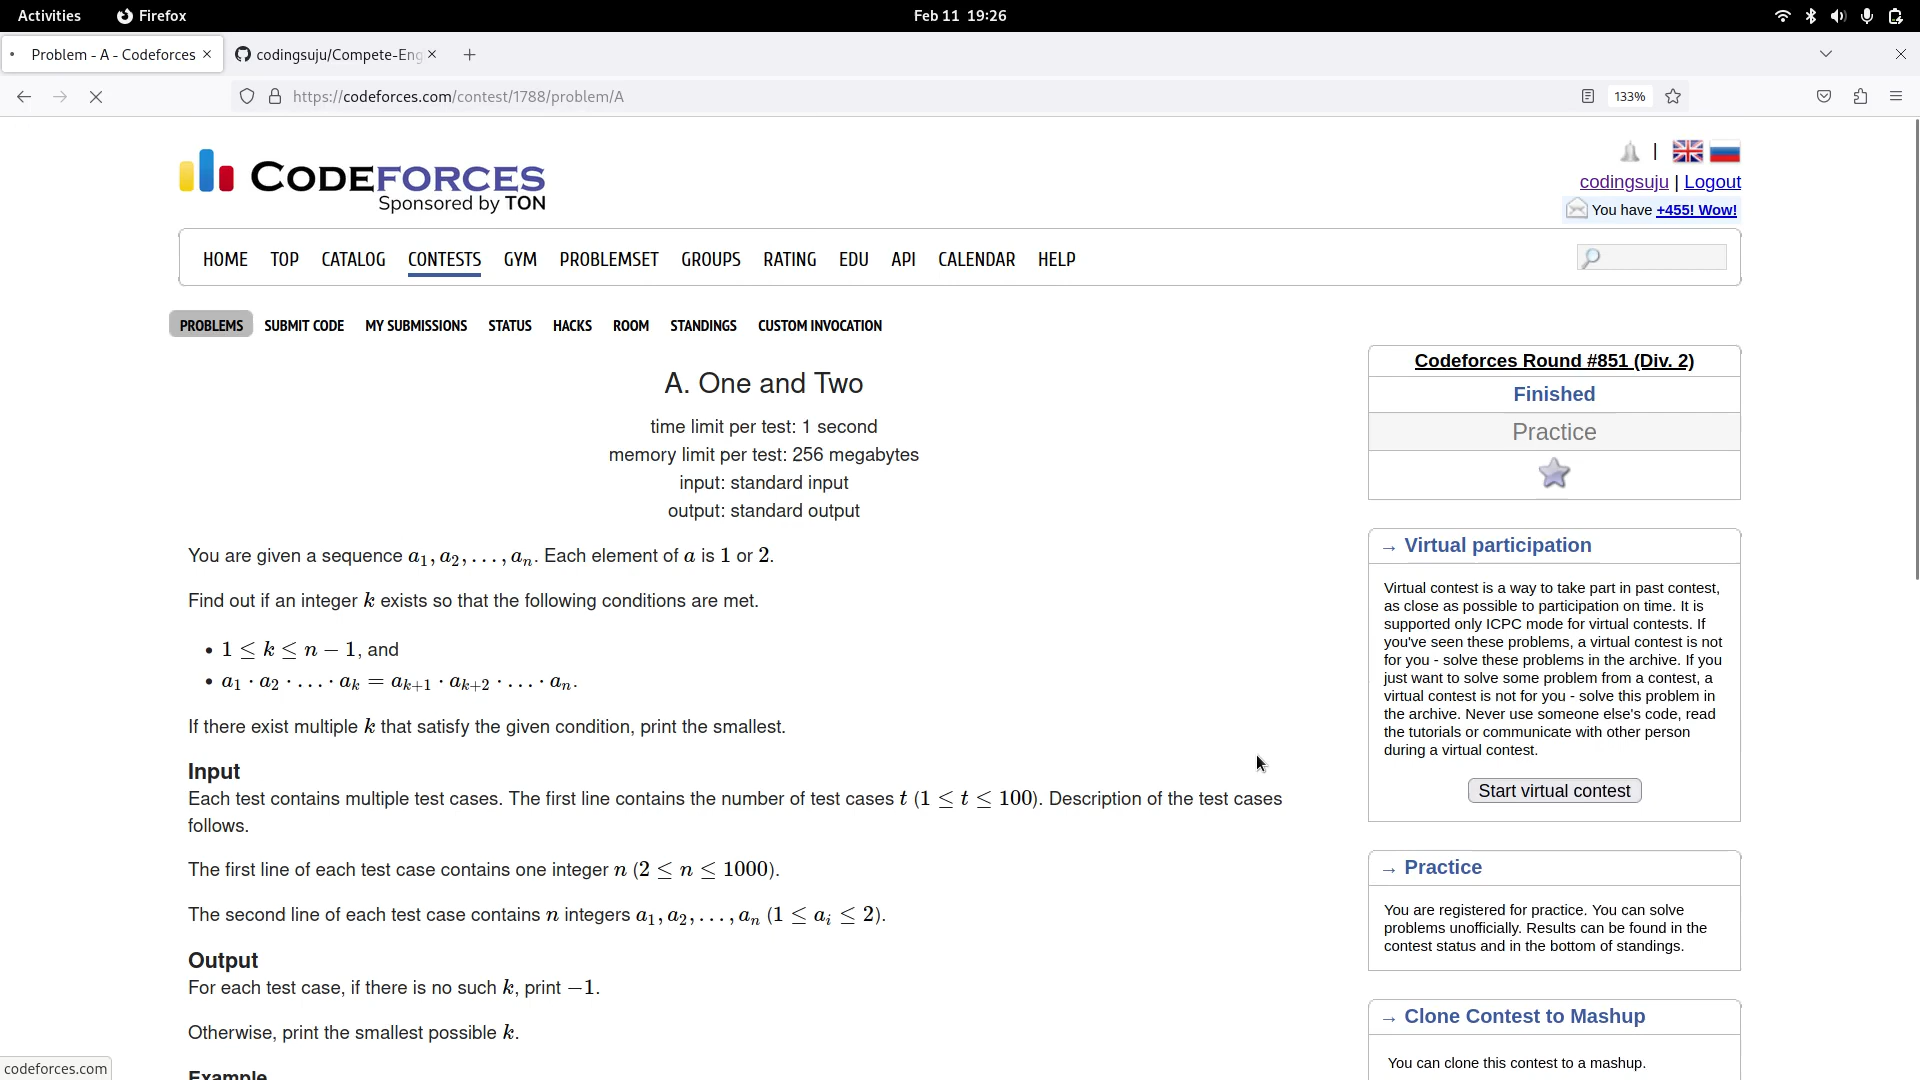 Activities Firefox Feb 11 19:26
Problem - A - Codeforces codingsuju/Compete-Eng
https://codeforces.com/contest/1788/problem/A 133%
CODEFORCES
Sponsored by TON
|
codingsuju | Logout
You have +455! Wow!
HOME TOP CATALOG CONTESTS GYM PROBLEMSET GROUPS RATING EDU API CALENDAR HELP
PROBLEMS SUBMIT CODE MY SUBMISSIONS STATUS HACKS ROOM STANDINGS CUSTOM INVOCATION
A. One and Two
time limit per test: 1 second
memory limit per test: 256 megabytes
input: standard input
output: standard output
You are given a sequence a₁, a₂, …, aₙ. Each element of a is 1 or 2.
Find out if an integer k exists so that the following conditions are met.
• 1 ≤ k ≤ n − 1, and
• a₁ · a₂ · … · aₖ = aₖ₊₁ · aₖ₊₂ · … · aₙ.
If there exist multiple k that satisfy the given condition, print the smallest.
Input
Each test contains multiple test cases. The first line contains the number of test cases t (1 ≤ t ≤ 100). Description of the test cases
follows.
The first line of each test case contains one integer n (2 ≤ n ≤ 1000).
The second line of each test case contains n integers a₁, a₂, …, aₙ (1 ≤ aᵢ ≤ 2).
Output
For each test case, if there is no such k, print −1.
Otherwise, print the smallest possible k.
Example
Codeforces Round #851 (Div. 2)
Finished
Practice
→ Virtual participation
Virtual contest is a way to take part in past contest,
as close as possible to participation on time. It is
supported only ICPC mode for virtual contests. If
you've seen these problems, a virtual contest is not
for you - solve these problems in the archive. If you
just want to solve some problem from a contest, a
virtual contest is not for you - solve this problem in
the archive. Never use someone else's code, read
the tutorials or communicate with other person
during a virtual contest.
Start virtual contest
→ Practice
You are registered for practice. You can solve
problems unofficially. Results can be found in the
contest status and in the bottom of standings.
→ Clone Contest to Mashup
You can clone this contest to a mashup.
codeforces.com